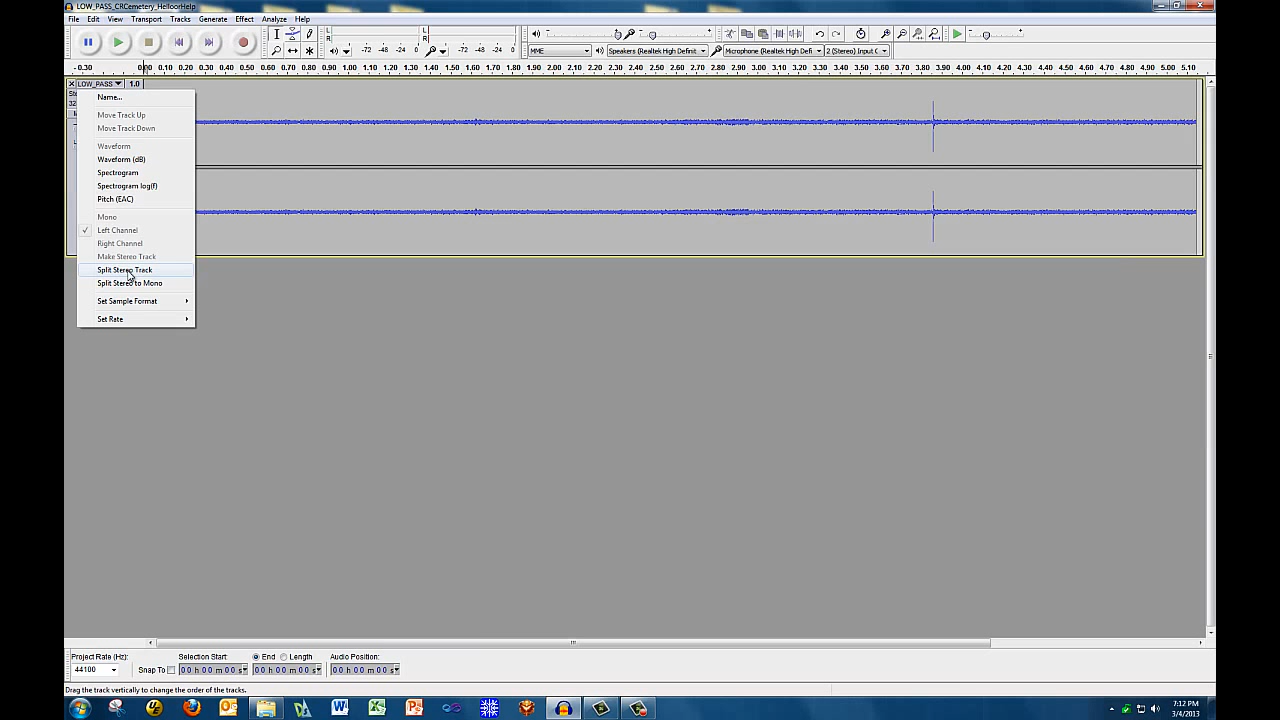 LOW_PASS_CRCemetery_HelloorHelp
File Edit View Transport Tracks Generate Effect Analyze Help
L
R
-72 -48 -24 0
L
R
-72 -48 -24 0
MME
Speakers (Realtek High Definit
Microphone (Realtek High Defi
2 (Stereo) Input C
- 0.30 0.00 0.10 0.20 0.30 0.40 0.50 0.60 0.70 0.80 0.90 1.00 1.10 1.20 1.30 1.40 1.50 1.60 1.70 1.80 1.90 2.00 2.10 2.20 2.30 2.40 2.50 2.60 2.70 2.80 2.90 3.00 3.10 3.20 3.30 3.40 3.50 3.60 3.70 3.80 3.90 4.00 4.10 4.20 4.30 4.40 4.50 4.60 4.70 4.80 4.90 5.00 5.10
LOW_PASS 1.0
Ste
32
Name...
Move Track Up
Move Track Down
Waveform
Waveform (dB)
Spectrogram
Spectrogram log(f)
Pitch (EAC)
Mono
Left Channel
Right Channel
Make Stereo Track
Split Stereo Track
Split Stereo to Mono
Set Sample Format
Set Rate
Project Rate (Hz):
44100
Snap To
Selection Start:
00 h 00 m 00 s
End Length
00 h 00 m 00 s
Audio Position:
00 h 00 m 00 s
Drag the track vertically to change the order of the tracks.
7:12 PM
3/4/2013